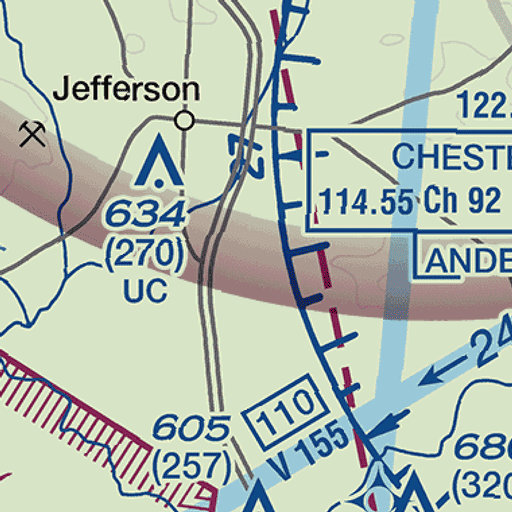 Jefferson
122.
CHESTE
114.55 Ch 92
634
(270)
UC
ANDE
24
110
605
(257)
V 155
680
(320